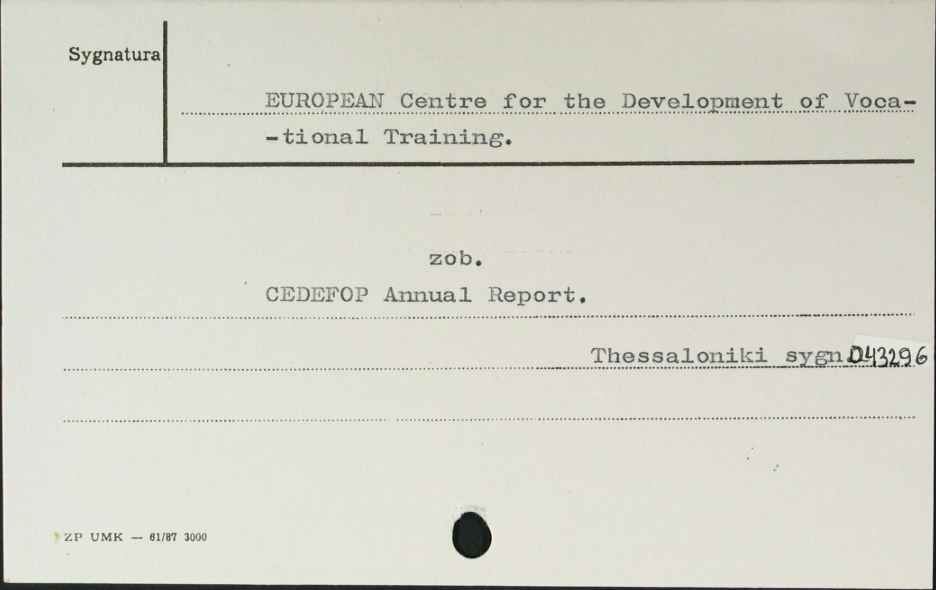 Sygnatura
EUROPEAN Centre for the Development of Voca-
-tional Training.
zob.
CEDEFOP Annual Report.
Thessaloniki sygn. D43296
ZP UMK — 61/87 3000